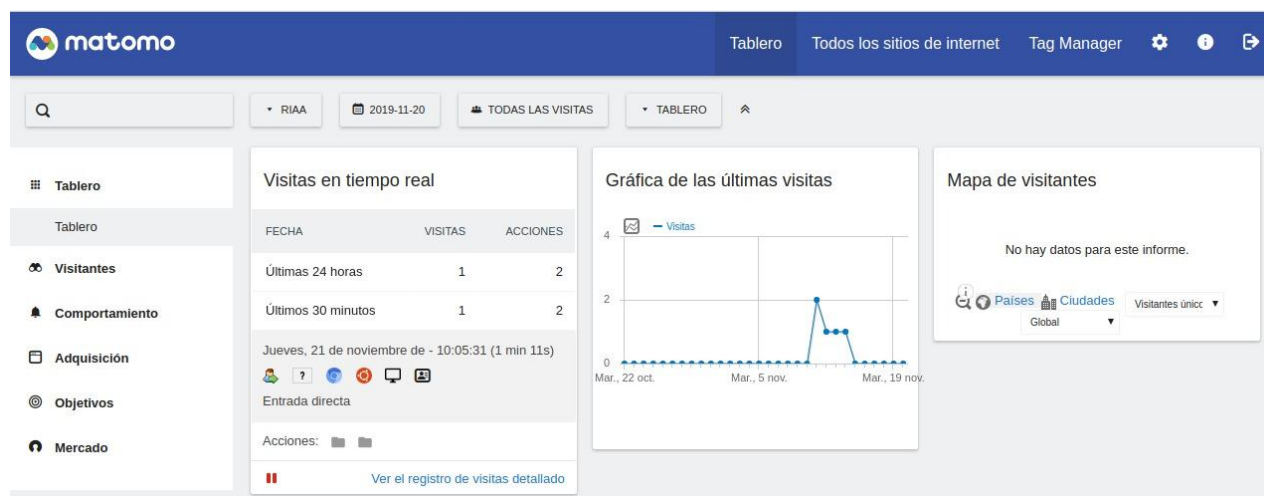 matomo
Tablero Todos los sitios de internet Tag Manager
RIAA 2019-11-20 TODAS LAS VISITAS TABLERO
Tablero
Tablero
Visitantes
Comportamiento
Adquisición
Objetivos
Mercado
Visitas en tiempo real
FECHA VISITAS ACCIONES
Últimas 24 horas 1 2
Últimos 30 minutos 1 2
Jueves, 21 de noviembre de - 10:05:31 (1 min 11s)
?
Entrada directa
Acciones:
Ver el registro de visitas detallado
Gráfica de las últimas visitas
Visitas
4
2
0
Mar., 22 oct. Mar., 5 nov. Mar., 19 nov.
Mapa de visitantes
No hay datos para este informe.
Países Ciudades Visitantes únicc
Global